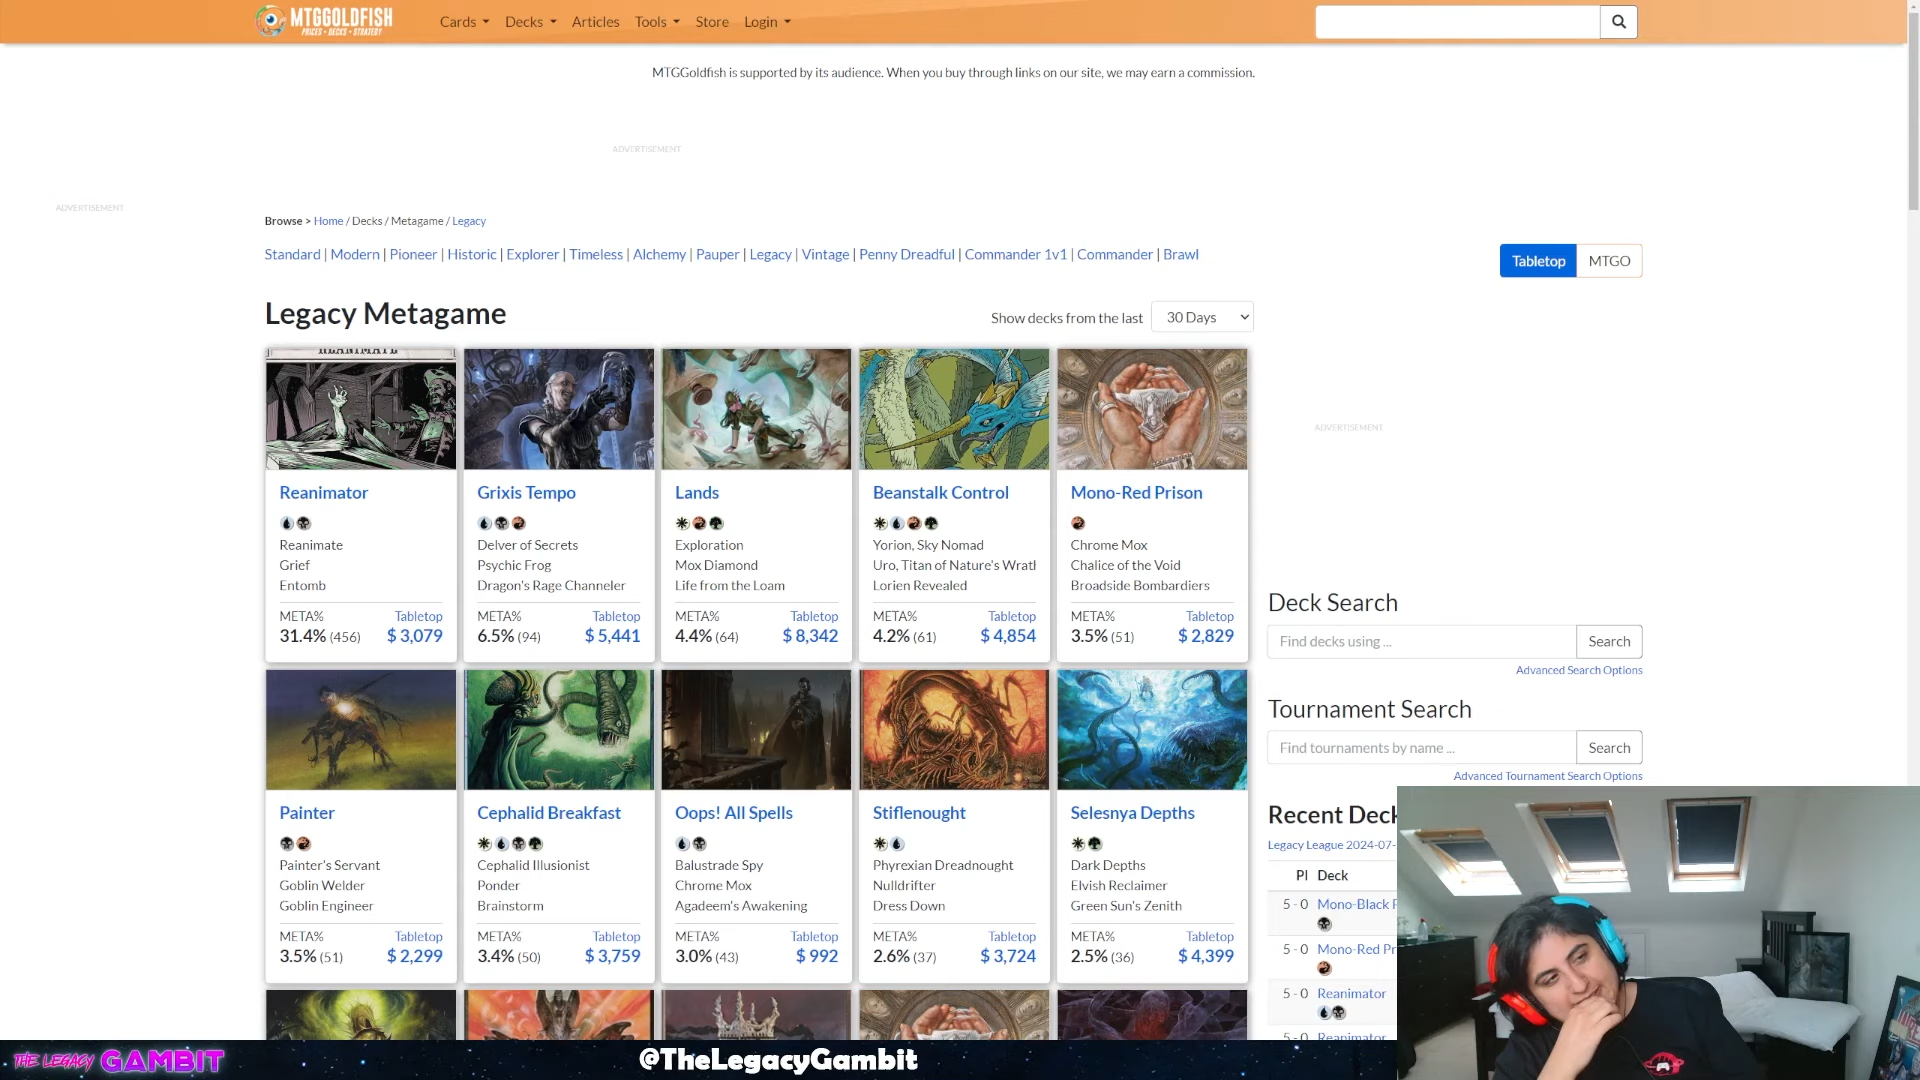 MTGGOLDFISH
PRICES • DECKS • STRATEGY
Cards
Decks
Articles
Tools
Store
Login
MTGGoldfish is supported by its audience. When you buy through links on our site, we may earn a commission.
ADVERTISEMENT
ADVERTISEMENT
Browse > Home / Decks / Metagame / Legacy
Standard | Modern | Pioneer | Historic | Explorer | Timeless | Alchemy | Pauper | Legacy | Vintage | Penny Dreadful | Commander 1v1 | Commander | Brawl
Tabletop
MTGO
Legacy Metagame
Show decks from the last
30 Days
REANIMATE
Reanimator
Reanimate
Grief
Entomb
META%
Tabletop
31.4% (456)
$ 3,079
Grixis Tempo
Delver of Secrets
Psychic Frog
Dragon's Rage Channeler
META%
Tabletop
6.5% (94)
$ 5,441
Lands
Exploration
Mox Diamond
Life from the Loam
META%
Tabletop
4.4% (64)
$ 8,342
Beanstalk Control
Yorion, Sky Nomad
Uro, Titan of Nature's Wrat
Lorien Revealed
META%
Tabletop
4.2% (61)
$ 4,854
Mono-Red Prison
Chrome Mox
Chalice of the Void
Broadside Bombardiers
META%
Tabletop
3.5% (51)
$ 2,829
Painter
Painter's Servant
Goblin Welder
Goblin Engineer
META%
Tabletop
3.5% (51)
$ 2,299
Cephalid Breakfast
Cephalid Illusionist
Ponder
Brainstorm
META%
Tabletop
3.4% (50)
$ 3,759
Oops! All Spells
Balustrade Spy
Chrome Mox
Agadeem's Awakening
META%
Tabletop
3.0% (43)
$ 992
Stiflenought
Phyrexian Dreadnought
Nulldrifter
Dress Down
META%
Tabletop
2.6% (37)
$ 3,724
Selesnya Depths
Dark Depths
Elvish Reclaimer
Green Sun's Zenith
META%
Tabletop
2.5% (36)
$ 4,399
ADVERTISEMENT
Deck Search
Find decks using ...
Search
Advanced Search Options
Tournament Search
Find tournaments by name ...
Search
Advanced Tournament Search Options
Recent Deck
Legacy League 2024-07-
Pl Deck
5 - 0 Mono-Black
5 - 0 Mono-Red Pr
5 - 0 Reanimator
5 - 0 Reanimator
THE LEGACY GAMBIT
@TheLegacyGambit